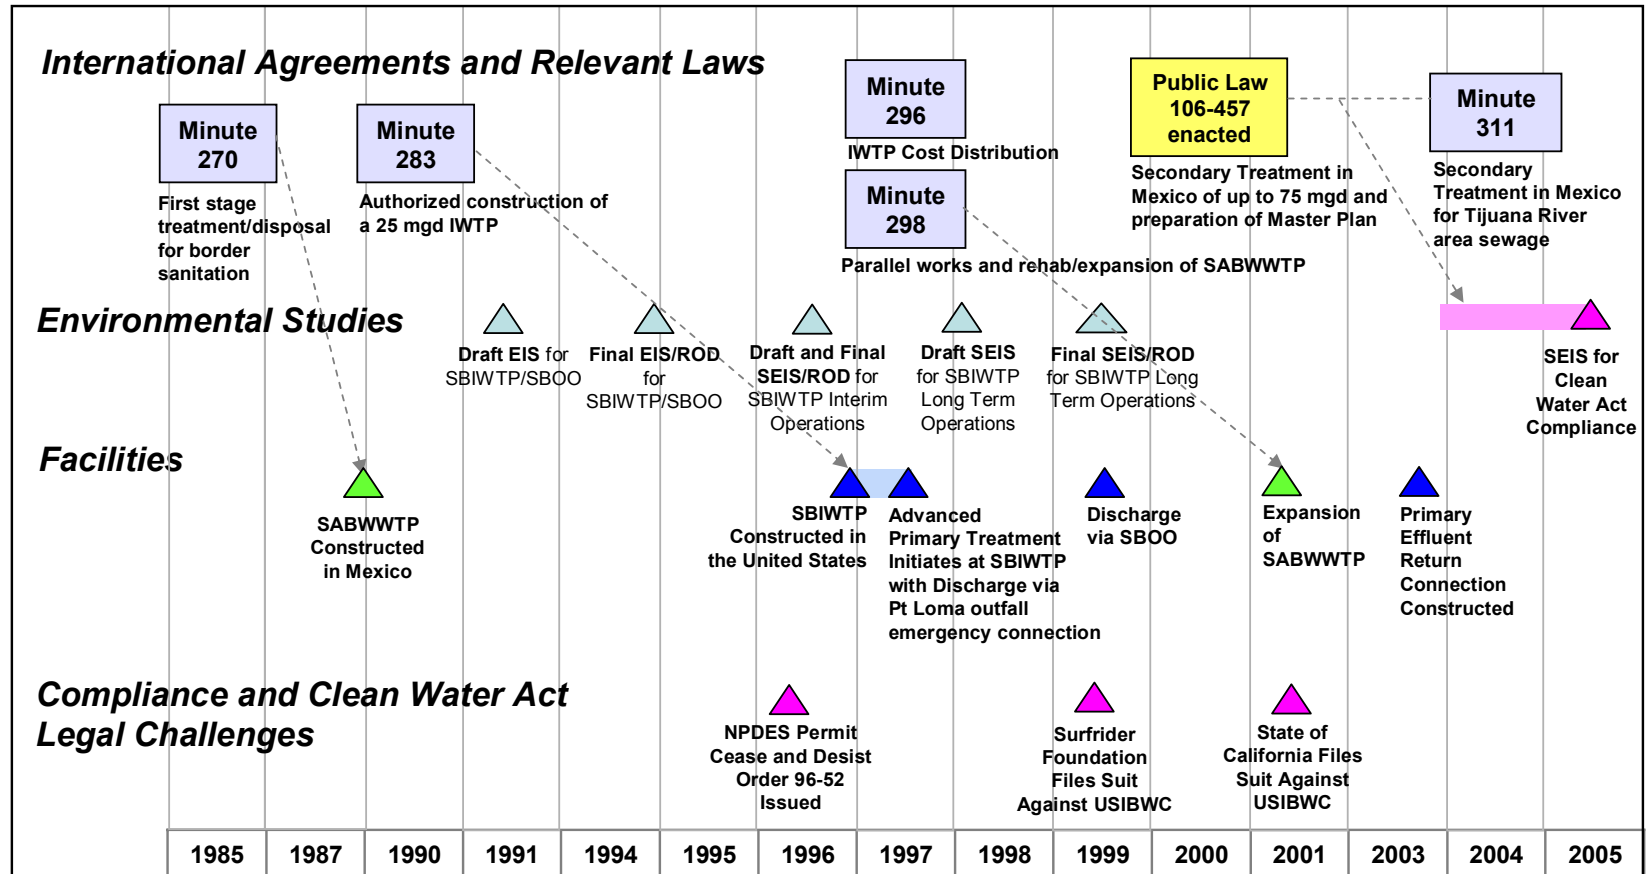 International Agreements and Relevant Laws
Minute
270
First stage
treatment/disposal
for border
sanitation
Minute
283
Authorized construction of
a 25 mgd IWTP
Minute
296
IWTP Cost Distribution
Minute
298
Parallel works and rehab/expansion of SABWWTP
Public Law
106-457
enacted
Secondary Treatment in
Mexico of up to 75 mgd and
preparation of Master Plan
Minute
311
Secondary
Treatment in Mexico
for Tijuana River
area sewage
Environmental Studies
Draft EIS for
SBIWTP/SBOO
Final EIS/ROD
for
SBIWTP/SBOO
Draft and Final
SEIS/ROD for
SBIWTP Interim
Operations
Draft SEIS
for SBIWTP
Long Term
Operations
Final SEIS/ROD
for SBIWTP Long
Term Operations
SEIS for
Clean
Water Act
Compliance
Facilities
SABWWTP
Constructed
in Mexico
SBIWTP
Constructed in
the United States
Advanced
Primary Treatment
Initiates at SBIWTP
with Discharge via
Pt Loma outfall
emergency connection
Discharge
via SBOO
Expansion
of
SABWWTP
Primary
Effluent
Return
Connection
Constructed
Compliance and Clean Water Act
Legal Challenges
NPDES Permit
Cease and Desist
Order 96-52
Issued
Surfrider
Foundation
Files Suit
Against USIBWC
State of
California Files
Suit Against
USIBWC
1985 1987 1990 1991 1994 1995 1996 1997 1998 1999 2000 2001 2003 2004 2005